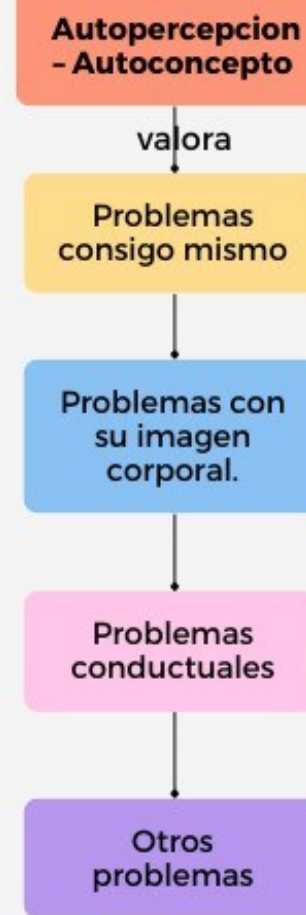 Autopercepcion
- Autoconcepto
valora
Problemas
consigo mismo
Problemas con
su imagen
corporal.
Problemas
conductuales
Otros
problemas